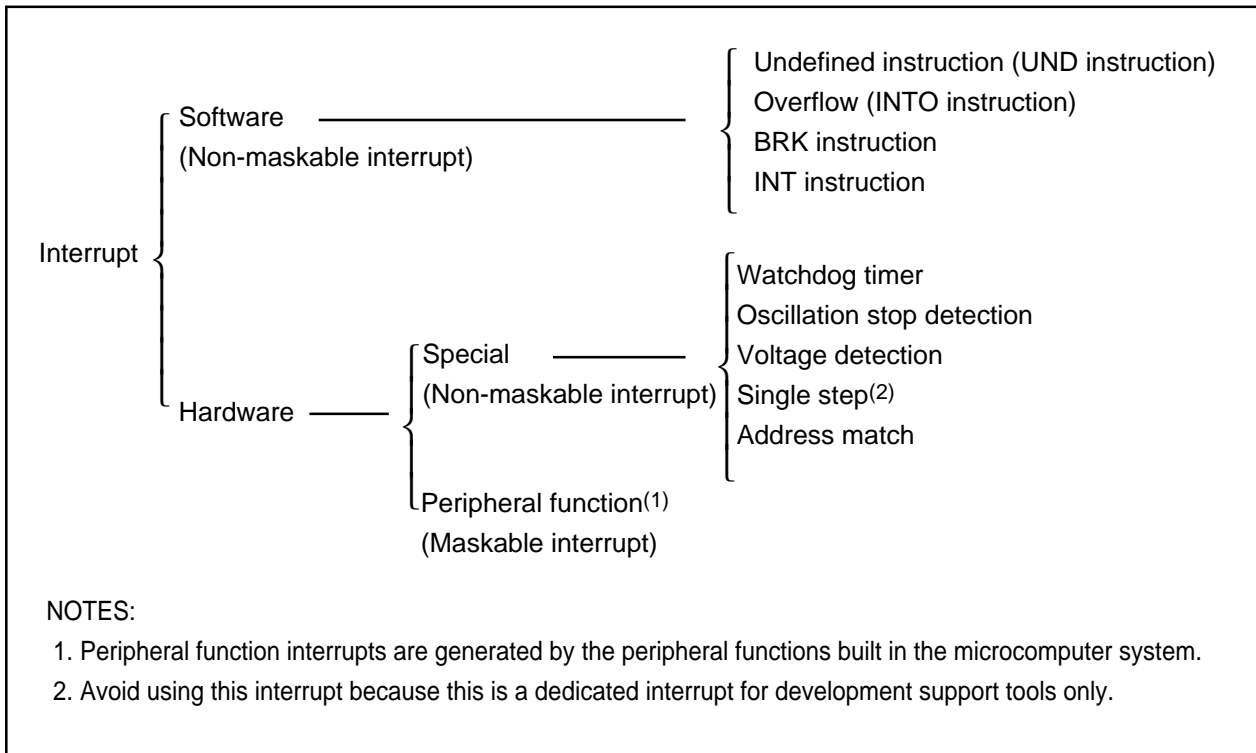 Interrupt
Software
(Non-maskable interrupt)
Undefined instruction (UND instruction)
Overflow (INTO instruction)
BRK instruction
INT instruction
Hardware
Special
(Non-maskable interrupt)
Watchdog timer
Oscillation stop detection
Voltage detection
Single step(2)
Address match
Peripheral function(1)
(Maskable interrupt)
NOTES:
1. Peripheral function interrupts are generated by the peripheral functions built in the microcomputer system.
2. Avoid using this interrupt because this is a dedicated interrupt for development support tools only.